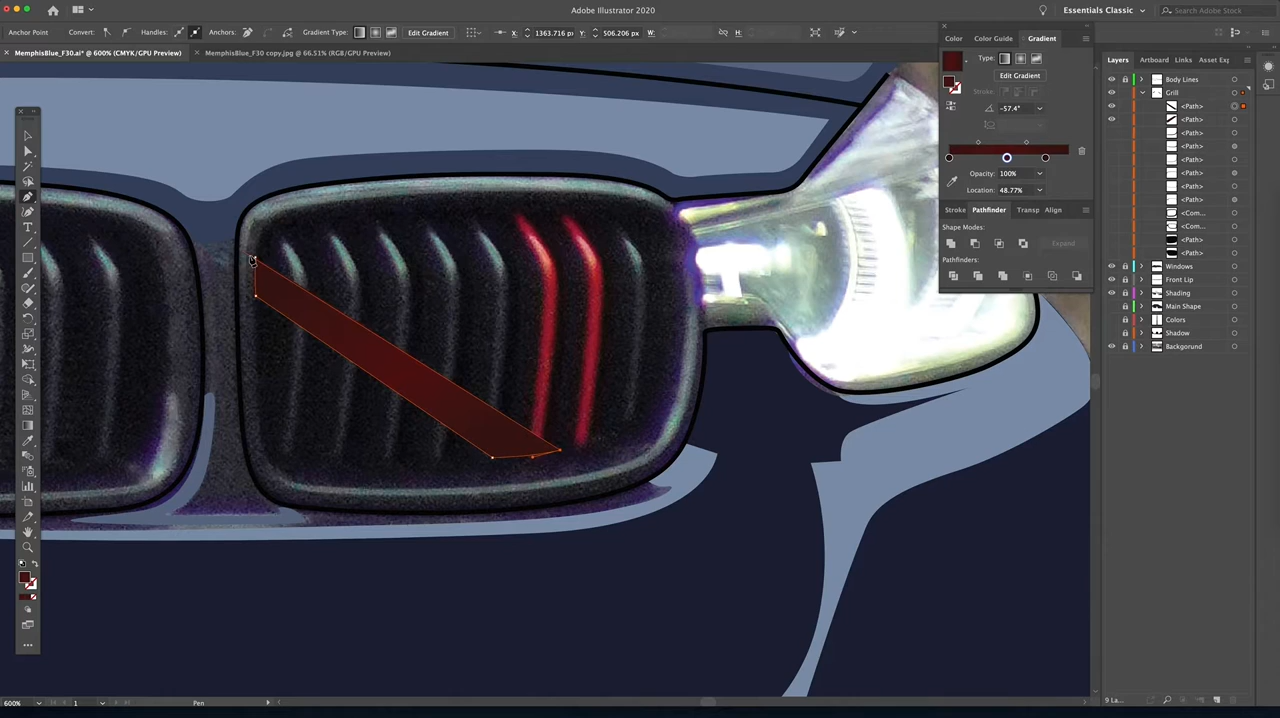 Adobe Illustrator 2020
Essentials Classic
Search Adobe Stock
Anchor Point
Convert:
Handles:
Anchors:
Gradient Type:
Edit Gradient
X:
1363.716 px
Y:
506.206 px
W:
H:
MemphisBlue_F30.ai* @ 600% (CMYK/GPU Preview)
MemphisBlue_F30 copy.jpg @ 66.51% (RGB/GPU Preview)
Color
Color Guide
Gradient
Type:
Edit Gradient
Stroke:
-57.4°
Opacity:
100%
Location:
48.77%
Stroke
Pathfinder
Transp
Align
Shape Modes:
Expand
Pathfinders:
Layers
Artboard
Links
Asset Exp
Body Lines
Grill
<Path>
<Path>
<Path>
<Path>
<Path>
<Path>
<Path>
<Path>
<Com...
<Com...
<Path>
<Path>
Windows
Front Lip
Shading
Main Shape
Colors
Shadow
Background
600%
1
Pen
9 La...